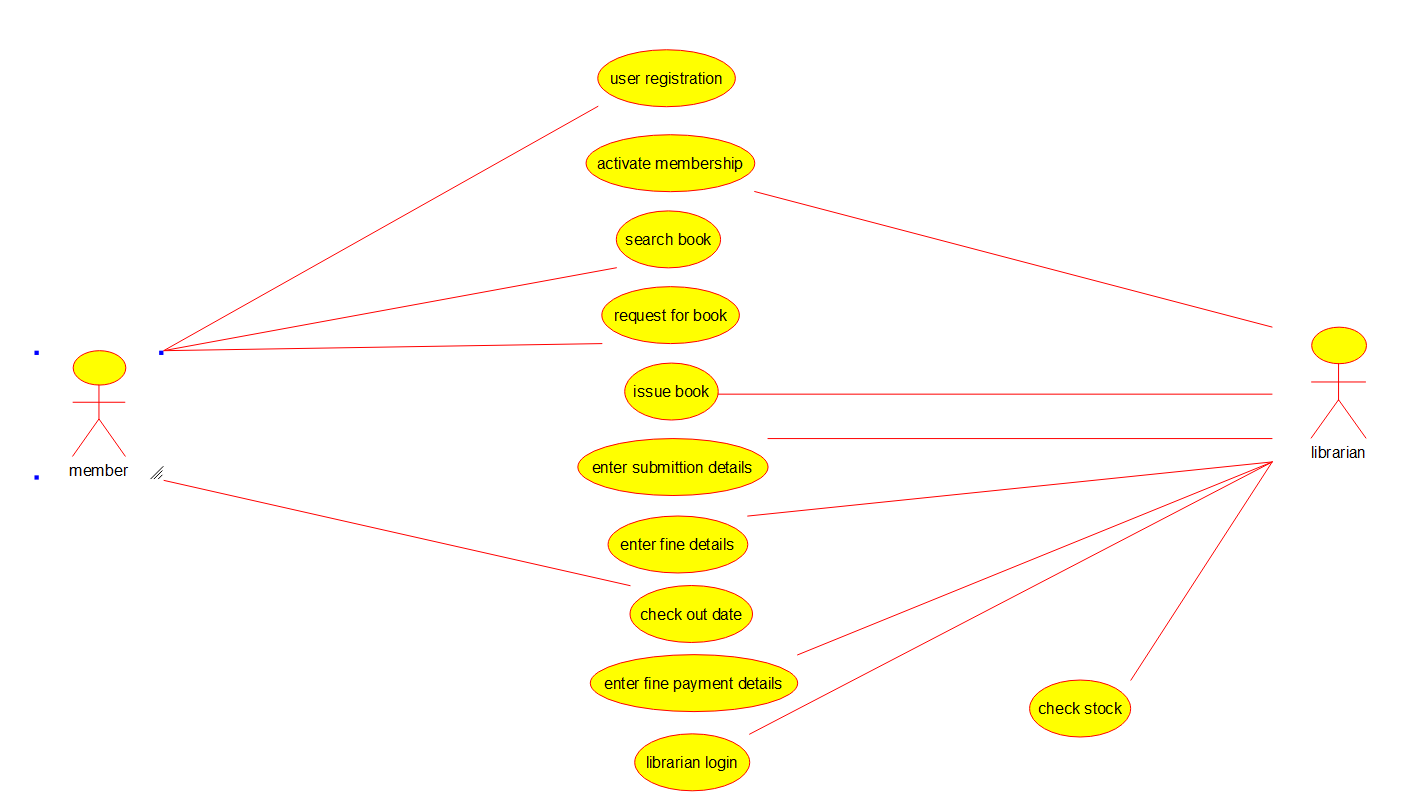 user registration
activate membership
search book
request for book
issue book
librarian
enter submittion details
member
enter fine details
check out date
enter fine payment details
check stock
librarian login